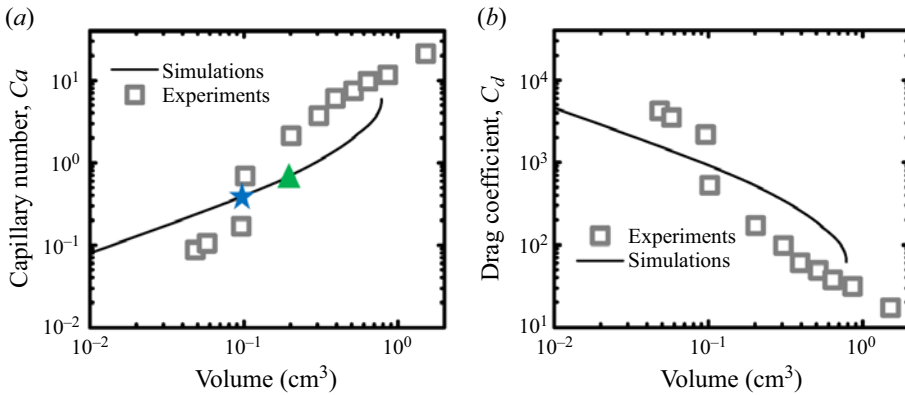 (a)
Capillary number, Ca
10^1
10^0
10^-1
10^-2
Simulations
Experiments
10^-2
10^-1
10^0
Volume (cm^3)
(b)
Drag coefficient, C_d
10^4
10^3
10^2
10^1
Experiments
Simulations
10^-2
10^-1
10^0
Volume (cm^3)